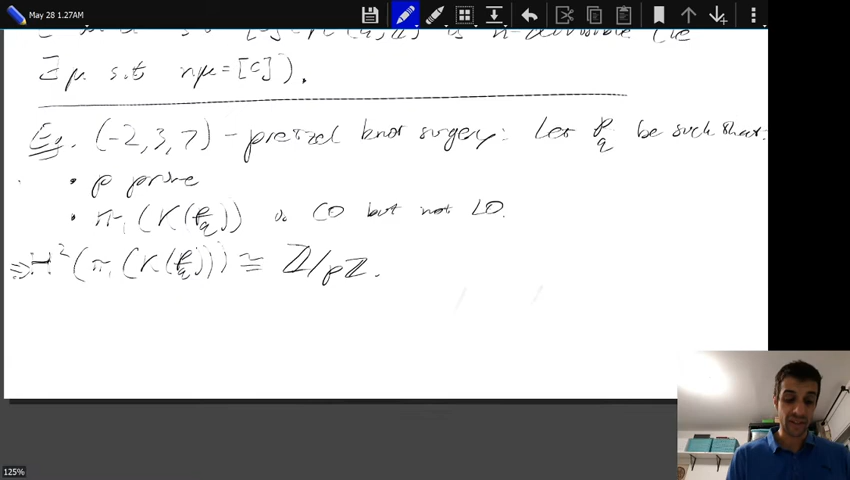 May 28 1.27AM
∃ μ s.t. nμ=[c]).
Eg. (-2,3,7)-pretzel knot surgery: Let p/q be such that:
• p prime
• π₁(K(p/q)) is CO but not LO.
⇒ H²(π₁(K(p/q))) ≅ ℤ/pℤ.
125%